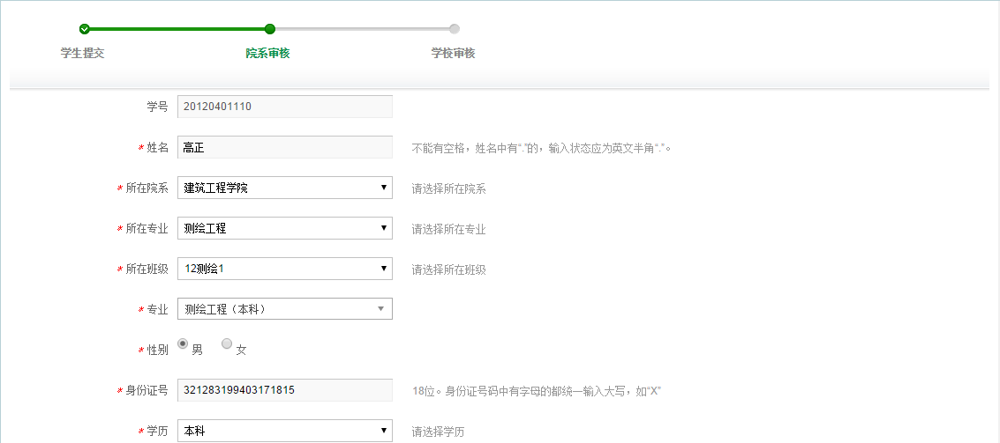 学生提交 院系审核 学校审核
学号 20120401110
* 姓名 高正 不能有空格，姓名中有“.”的，输入状态应为英文半角“.”。
* 所在院系 建筑工程学院 请选择所在院系
* 所在专业 测绘工程 请选择所在专业
* 所在班级 12测绘1 请选择所在班级
* 专业 测绘工程（本科）
* 性别 男 女
* 身份证号 321283199403171815 18位。身份证号码中有字母的都统一输入大写，如“X”
* 学历 本科 请选择学历